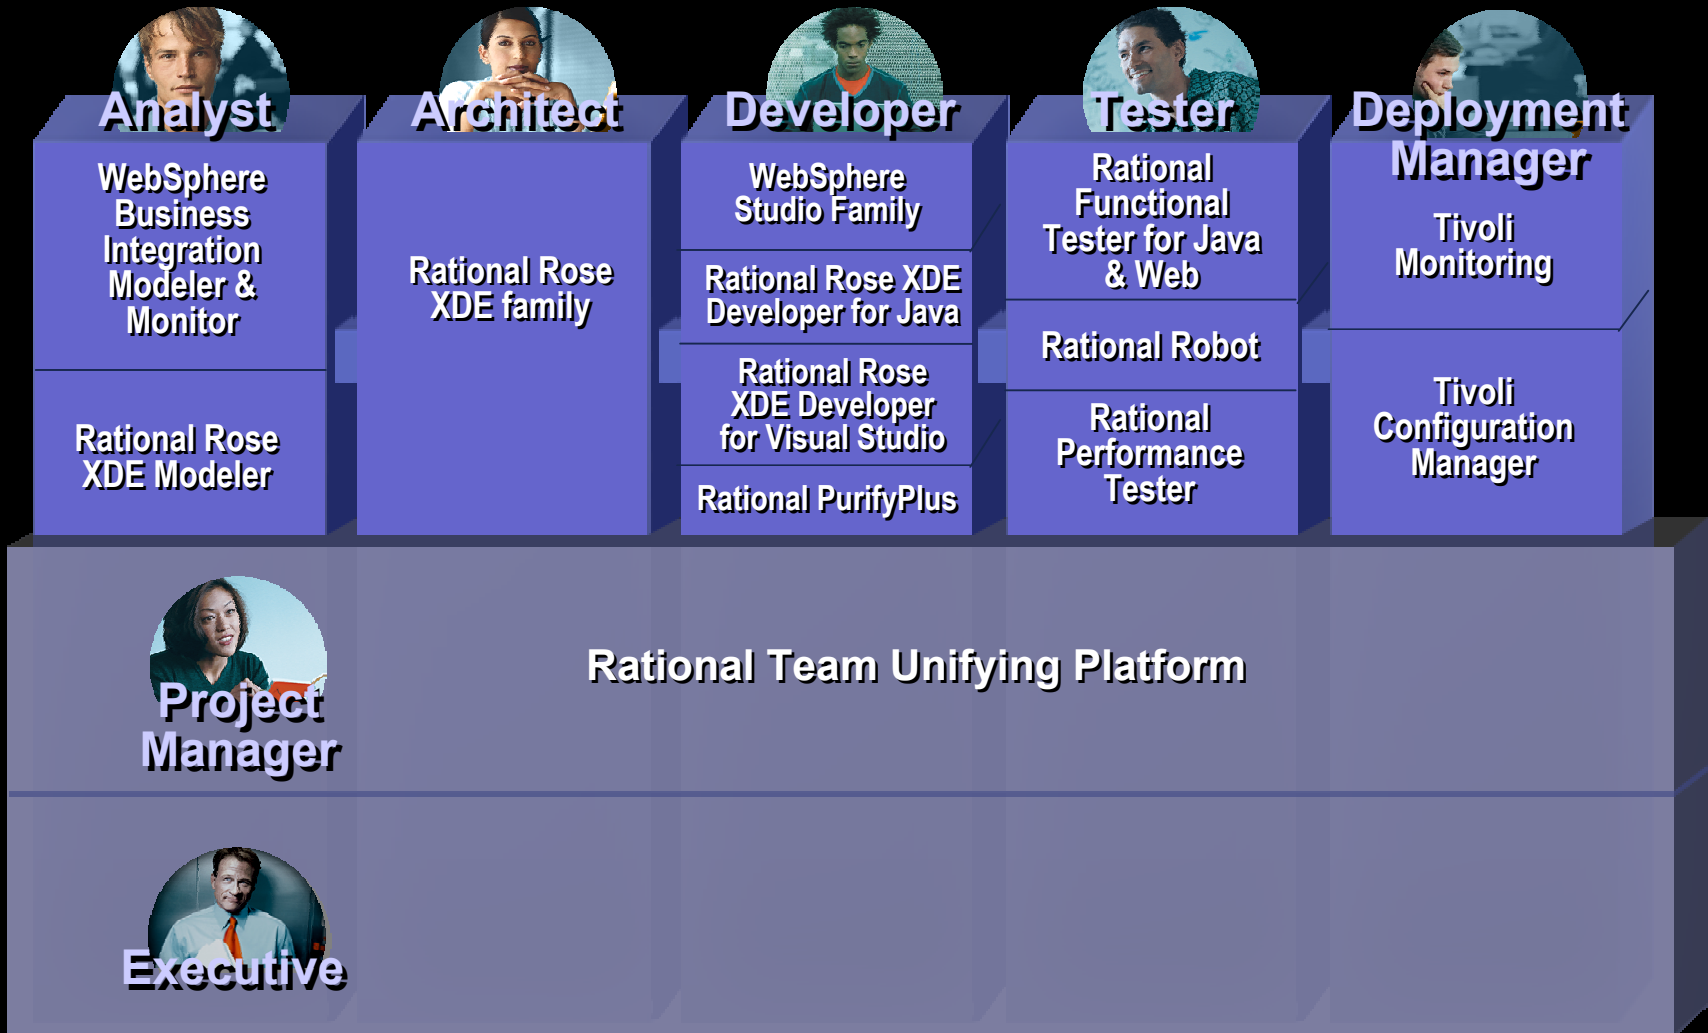 Analyst
WebSphere
Business
Integration
Modeler &
Monitor
Rational Rose
XDE Modeler
Architect
Rational Rose
XDE family
Developer
WebSphere
Studio Family
Rational Rose XDE
Developer for Java
Rational Rose
XDE Developer
for Visual Studio
Rational PurifyPlus
Tester
Rational
Functional
Tester for Java
& Web
Rational Robot
Rational
Performance
Tester
Deployment
Manager
Tivoli
Monitoring
Tivoli
Configuration
Manager
Project
Manager
Rational Team Unifying Platform
Executive